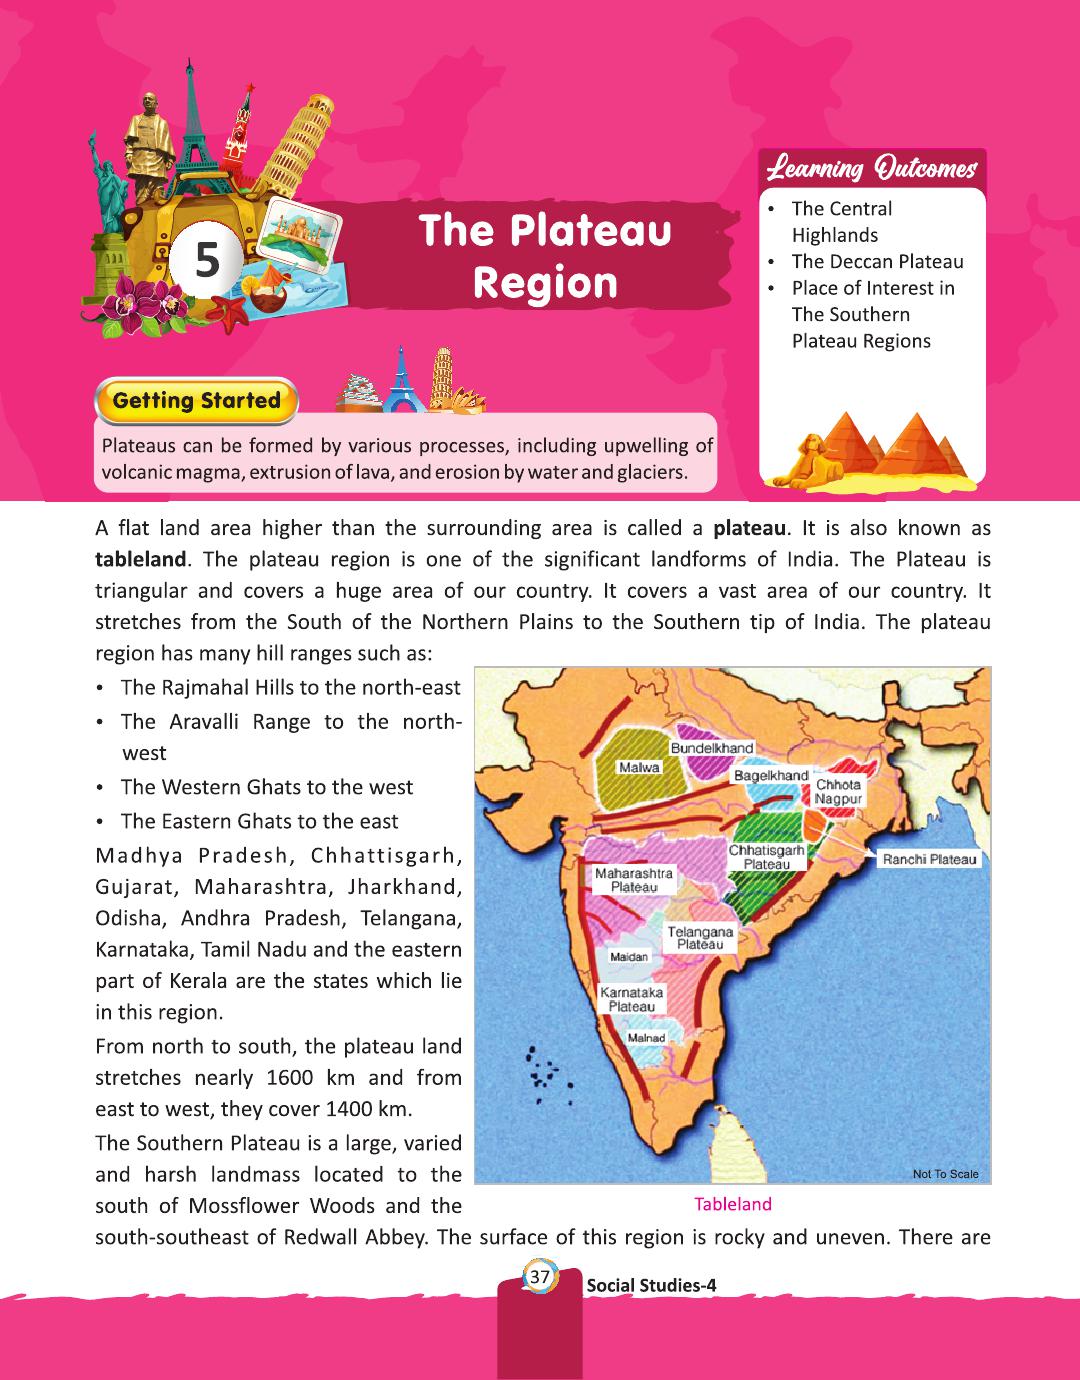 5
The Plateau
Region
Learning Outcomes
• The Central
Highlands
• The Deccan Plateau
• Place of Interest in
The Southern
Plateau Regions
Getting Started
Plateaus can be formed by various processes, including upwelling of
volcanic magma, extrusion of lava, and erosion by water and glaciers.
A flat land area higher than the surrounding area is called a plateau. It is also known as
tableland. The plateau region is one of the significant landforms of India. The Plateau is
triangular and covers a huge area of our country. It covers a vast area of our country. It
stretches from the South of the Northern Plains to the Southern tip of India. The plateau
region has many hill ranges such as:
• The Rajmahal Hills to the north-east
• The Aravalli Range to the north-
west
• The Western Ghats to the west
• The Eastern Ghats to the east
Madhya Pradesh, Chhattisgarh,
Gujarat, Maharashtra, Jharkhand,
Odisha, Andhra Pradesh, Telangana,
Karnataka, Tamil Nadu and the eastern
part of Kerala are the states which lie
in this region.
From north to south, the plateau land
stretches nearly 1600 km and from
east to west, they cover 1400 km.
The Southern Plateau is a large, varied
and harsh landmass located to the
south of Mossflower Woods and the
south-southeast of Redwall Abbey. The surface of this region is rocky and uneven. There are
Malwa
Bundelkhand
Bagelkhand
Chhota
Nagpur
Chhatisgarh
Plateau
Ranchi Plateau
Maharashtra
Plateau
Telangana
Plateau
Maidan
Karnataka
Plateau
Malnad
Not To Scale
Tableland
37
Social Studies-4